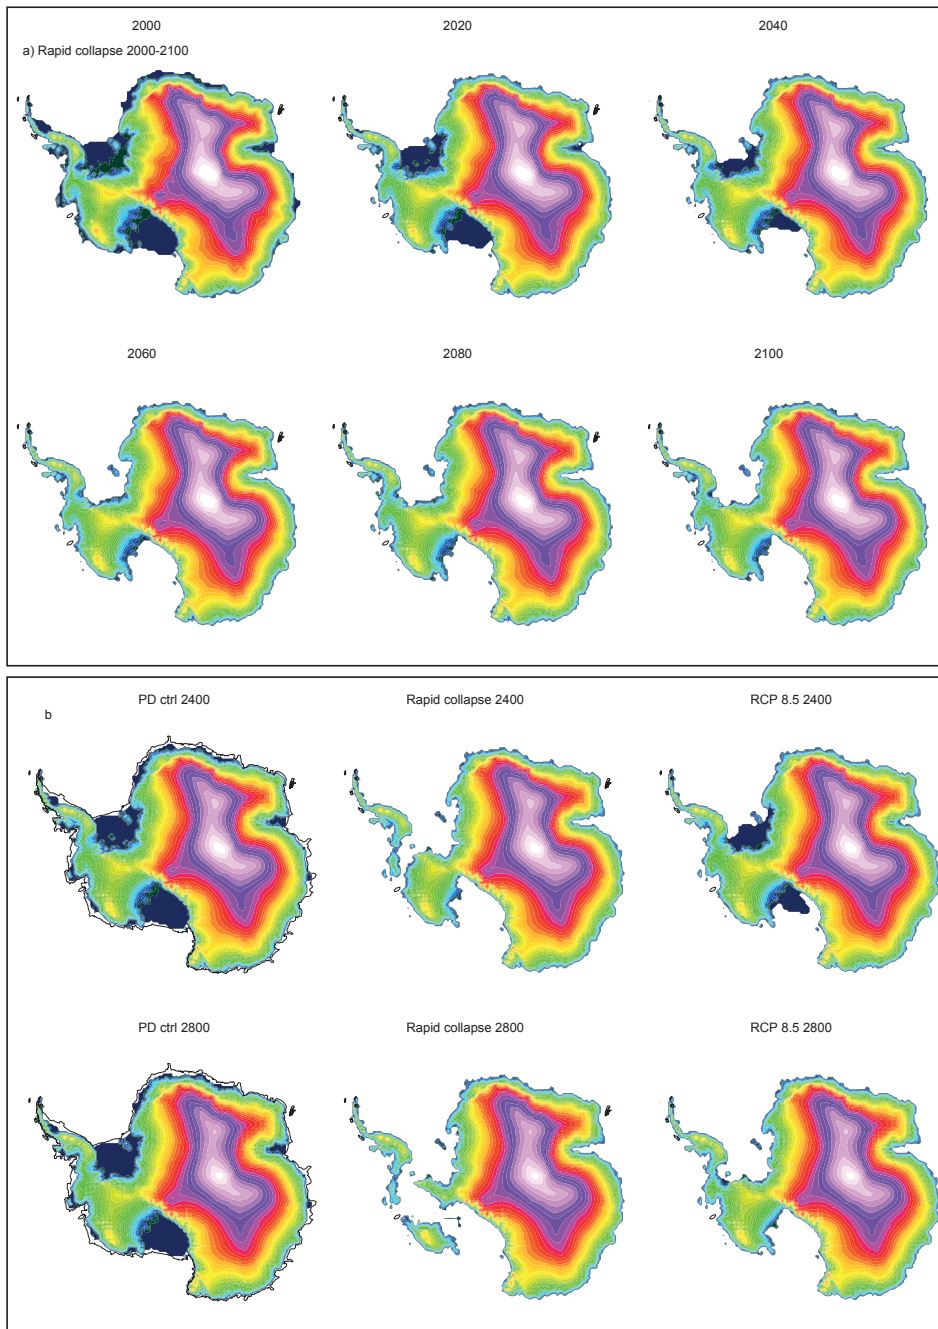 2000 2020 2040
a) Rapid collapse 2000-2100
2060 2080 2100
PD ctrl 2400 Rapid collapse 2400 RCP 8.5 2400
b
PD ctrl 2800 Rapid collapse 2800 RCP 8.5 2800